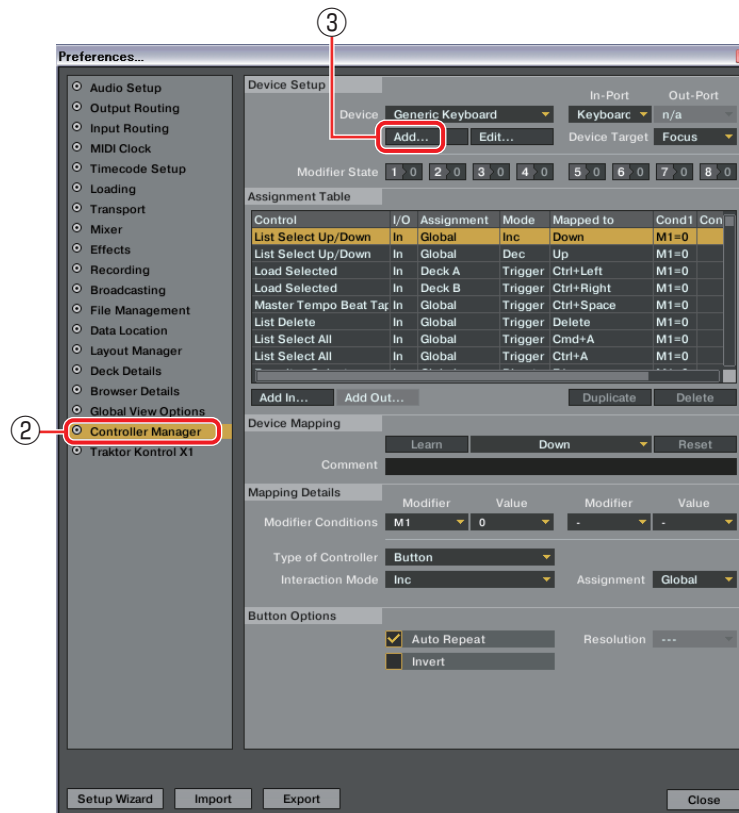 ③
Preferences...
Audio Setup
Output Routing
Input Routing
MIDI Clock
Timecode Setup
Loading
Transport
Mixer
Effects
Recording
Broadcasting
File Management
Data Location
Layout Manager
Deck Details
Browser Details
Global View Options
② Controller Manager
Traktor Kontrol X1
Device Setup
In-Port Out-Port
Device Generic Keyboard Keyboarc n/a
Add... Edit... Device Target Focus
Modifier State 1 0 2 0 3 0 4 0 5 0 6 0 7 0 8 0
Assignment Table
Control I/O Assignment Mode Mapped to Cond1 Con
List Select Up/Down In Global Inc Down M1=0
List Select Up/Down In Global Dec Up M1=0
Load Selected In Deck A Trigger Ctrl+Left M1=0
Load Selected In Deck B Trigger Ctrl+Right M1=0
Master Tempo Beat Tap In Global Trigger Ctrl+Space M1=0
List Delete In Global Trigger Delete M1=0
List Select All In Global Trigger Cmd+A M1=0
List Select All In Global Trigger Ctrl+A M1=0
Add In... Add Out... Duplicate Delete
Device Mapping
Learn Down Reset
Comment
Mapping Details
Modifier Value Modifier Value
Modifier Conditions M1 0 - -
Type of Controller Button
Interaction Mode Inc Assignment Global
Button Options
Auto Repeat Resolution ---
Invert
Setup Wizard Import Export Close